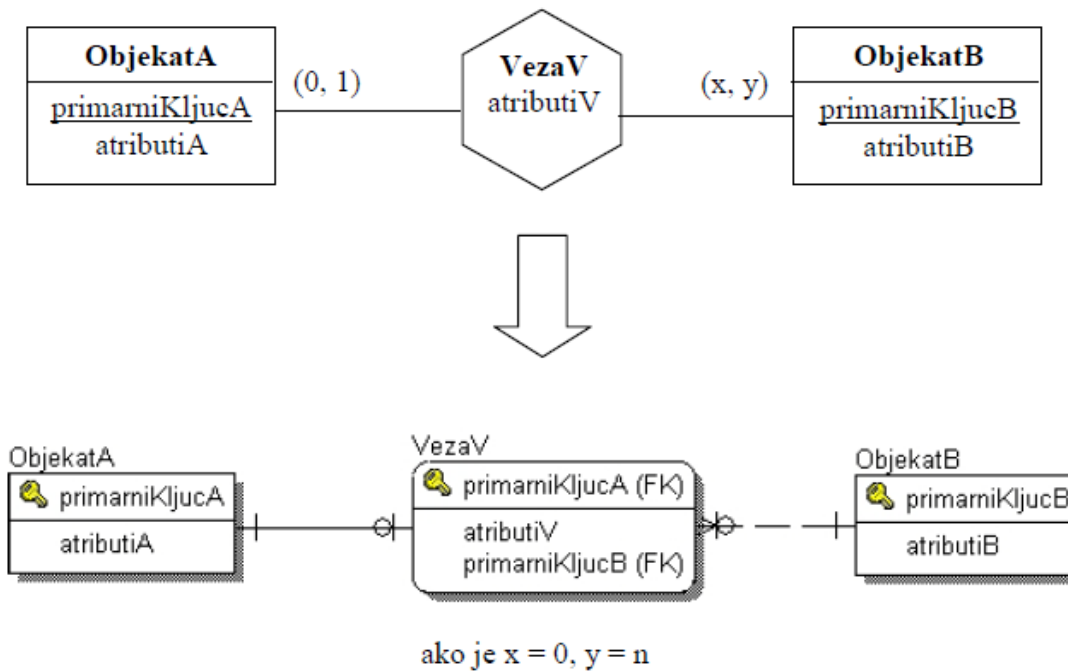 ObjekatA
primarniKljucA
atributiA
(0, 1)
VezaV
atributiV
(x, y)
ObjekatB
primarniKljucB
atributiB
ObjekatA
primarniKljucA
atributiA
VezaV
primarniKljucA (FK)
atributiV
primarniKljucB (FK)
ObjekatB
primarniKljucB
atributiB
ako je x = 0, y = n